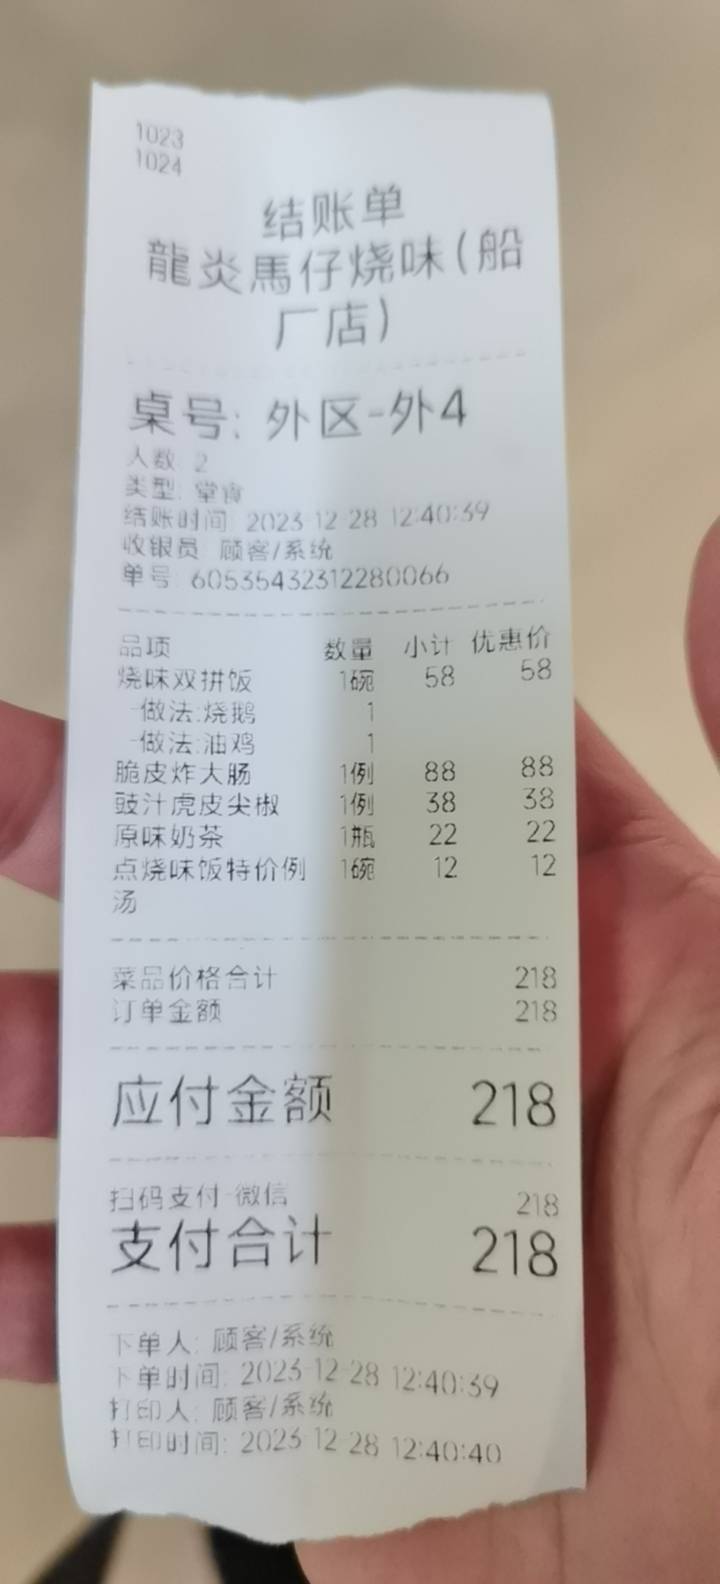 1023
1024
结账单
龍炎馬仔烧味(船
厂店)
桌号: 外区-外4
人数: 2
类型: 堂食
结账时间: 2023-12-28 12:40:39
收银员: 顾客/系统
单号: 60535432312280066
品项 数量 小计 优惠价
烧味双拼饭 1碗 58 58
-做法:烧鹅 1
-做法:油鸡 1
脆皮炸大肠 1例 88 88
豉汁虎皮尖椒 1例 38 38
原味奶茶 1瓶 22 22
点烧味饭特价例 1碗 12 12
汤
菜品价格合计 218
订单金额 218
应付金额 218
扫码支付-微信 218
支付合计 218
下单人: 顾客/系统
下单时间: 2023-12-28 12:40:39
打印人: 顾客/系统
打印时间: 2023-12-28 12:40:40